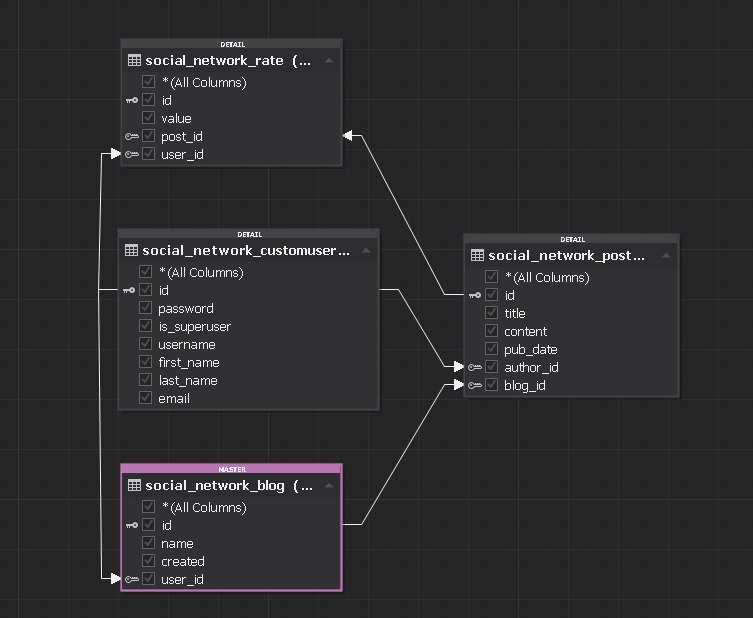 DETAIL
social_network_rate (...
*(All Columns)
id
value
post_id
user_id
DETAIL
social_network_customuser...
*(All Columns)
id
password
is_superuser
username
first_name
last_name
email
DETAIL
social_network_post...
*(All Columns)
id
title
content
pub_date
author_id
blog_id
MASTER
social_network_blog (...
*(All Columns)
id
name
created
user_id